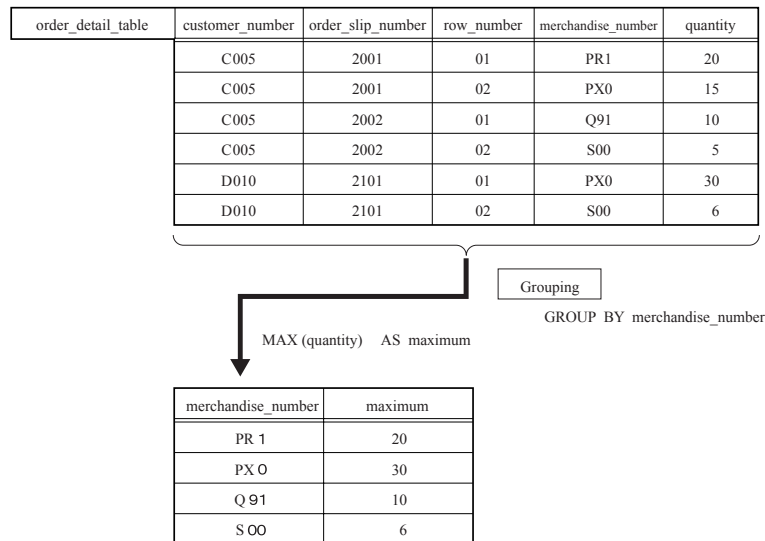 order_detail_table customer_number order_slip_number row_number merchandise_number quantity
C005 2001 01 PR1 20
C005 2001 02 PX0 15
C005 2002 01 Q91 10
C005 2002 02 S00 5
D010 2101 01 PX0 30
D010 2101 02 S00 6
Grouping
GROUP BY merchandise_number
MAX (quantity) AS maximum
merchandise_number maximum
PR 1 20
PX 0 30
Q 91 10
S 00 6